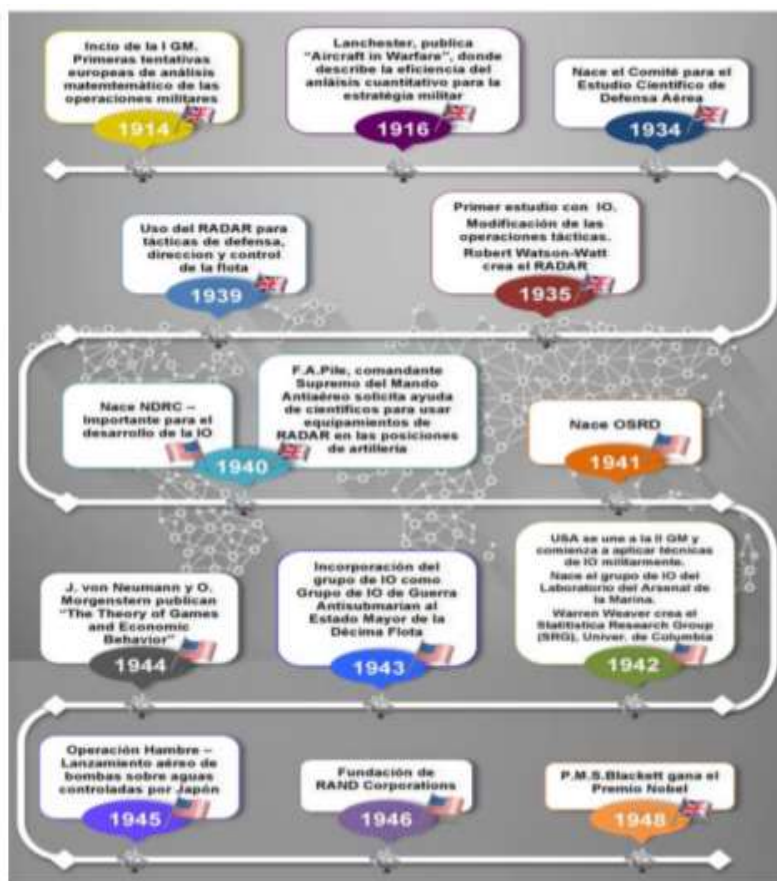 Incio de la I GM.
Primeras tentativas
europeas de análisis
matemtemático de las
operaciones militares
1914
Lanchester, publica
"Aircraft in Warfare", donde
describe la eficiencia del
anláisis cuantitativo para la
estratégia militar
1916
Nace el Comité para el
Estudio Científico de
Defensa Aérea
1934
Primer estudio con IO.
Modificación de las
operaciones tácticas.
Robert Watson-Watt
crea el RADAR
1935
Uso del RADAR para
tácticas de defensa,
direccion y control
de la flota
1939
Nace NDRC –
Importante para el
desarrollo de la IO
F.A.Pile, comandante
Supremo del Mando
Antiaéreo solicita ayuda
de científicos para usar
equipamientos de
RADAR en las posiciones
de artillería
1940
Nace OSRD
1941
USA se une a la II GM y
comienza a aplicar técnicas
de IO militarmente.
Nace el grupo de IO del
Laboratorio del Arsenal de
la Marina.
Warren Weaver crea el
Statitistica Research Group
(SRG), Univer. de Columbia
1942
Incorporación del
grupo de IO como
Grupo de IO de Guerra
Antisubmarian al
Estado Mayor de la
Décima Flota
1943
J. von Neumann y O.
Morgenstern publican
"The Theory of Games
and Economic
Behavior"
1944
Operación Hambre –
Lanzamiento aéreo de
bombas sobre aguas
controladas por Japón
1945
Fundación de
RAND Corporations
1946
P.M.S.Blackett gana el
Premio Nobel
1948